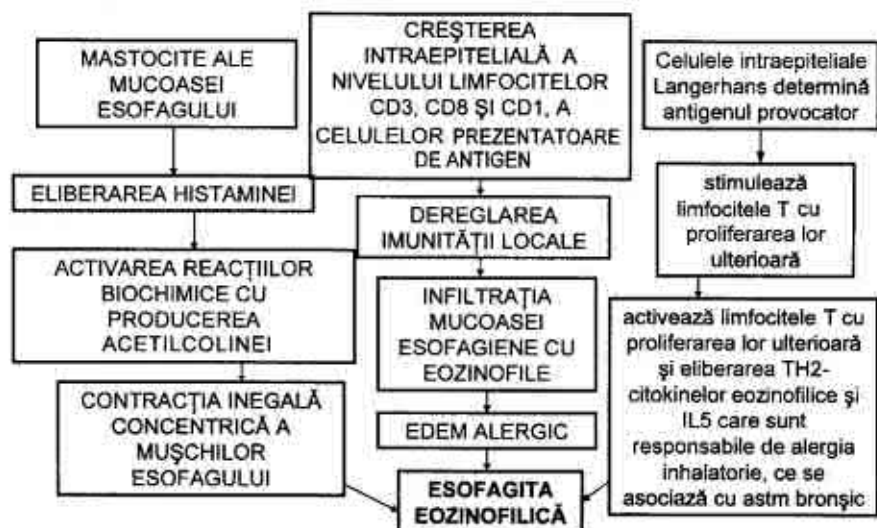 MASTOCITE ALE
MUCOASEI
ESOFAGULUI
ELIBERAREA HISTAMINEI
ACTIVAREA REACŢIILOR
BIOCHIMICE CU
PRODUCEREA
ACETILCOLINEI
CONTRACŢIA INEGALĂ
CONCENTRICĂ A
MUŞCHILOR
ESOFAGULUI
CREŞTEREA
INTRAEPITELIALĂ A
NIVELULUI LIMFOCITELOR
CD3, CD8 ŞI CD1, A
CELULELOR PREZENTATOARE
DE ANTIGEN
DEREGLAREA
IMUNITĂŢII LOCALE
INFILTRAŢIA
MUCOASEI
ESOFAGIENE CU
EOZINOFILE
EDEM ALERGIC
ESOFAGITA
EOZINOFILICĂ
Celulele intraepiteliale
Langerhans determină
antigenul provocator
stimulează
limfocitele T cu
proliferarea lor
ulterioară
activează limfocitele T cu
proliferarea lor ulterioară
şi eliberarea TH2-
citokinelor eozinofilice şi
IL5 care sunt
responsabile de alergia
inhalatorie, ce se
asociază cu astm bronşic